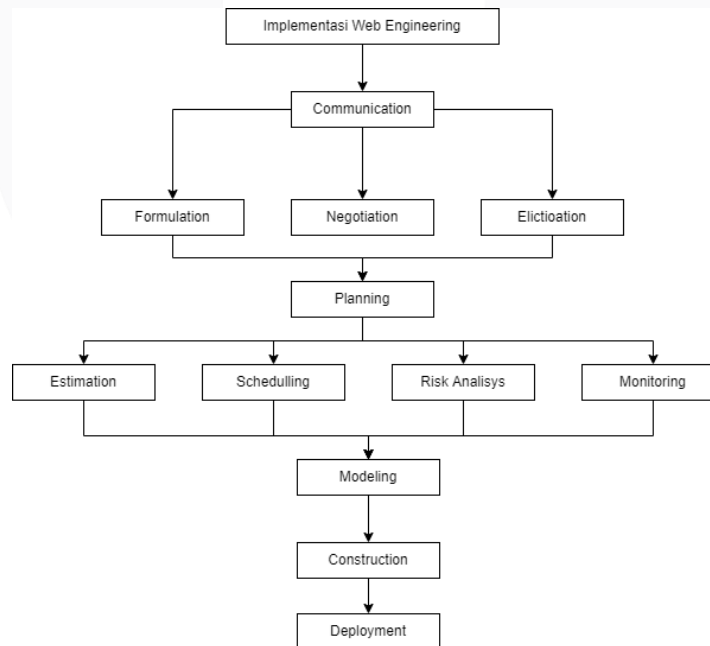 Implementasi Web Engineering
Communication
Formulation
Negotiation
Elictioation
Planning
Estimation
Schedulling
Risk Analisys
Monitoring
Modeling
Construction
Deployment